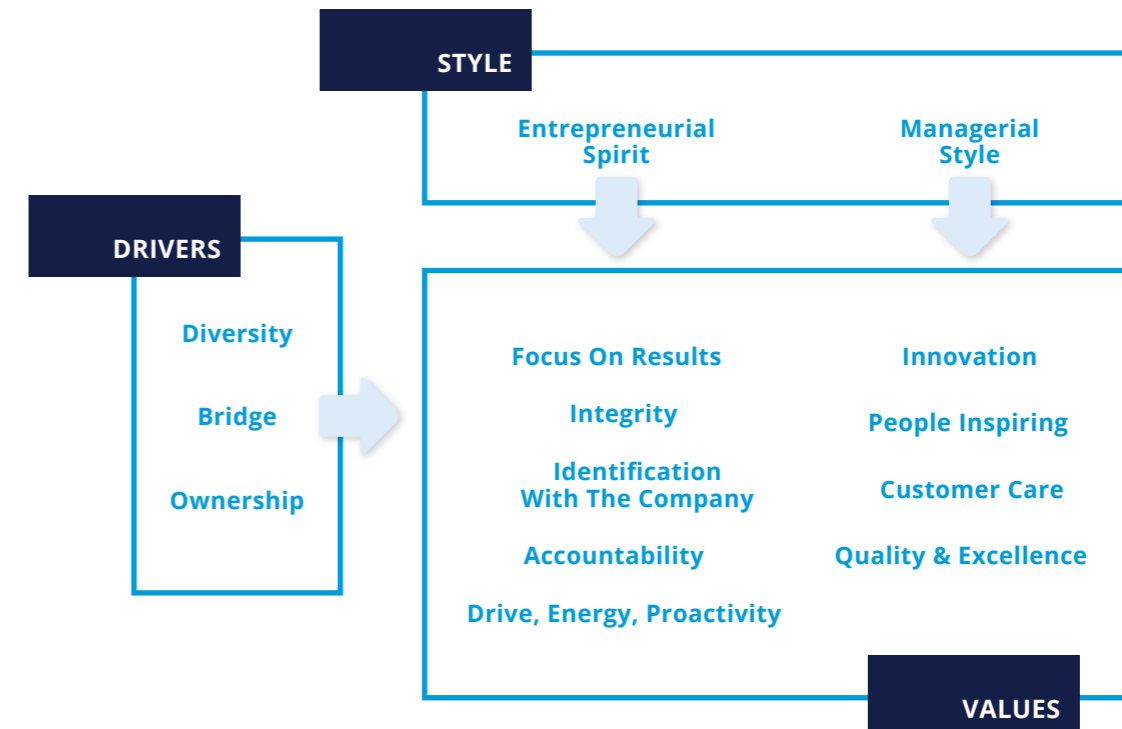 STYLE
Entrepreneurial
Spirit
Managerial
Style
DRIVERS
Diversity
Bridge
Ownership
Focus On Results
Integrity
Identification
With The Company
Accountability
Drive, Energy, Proactivity
Innovation
People Inspiring
Customer Care
Quality & Excellence
VALUES